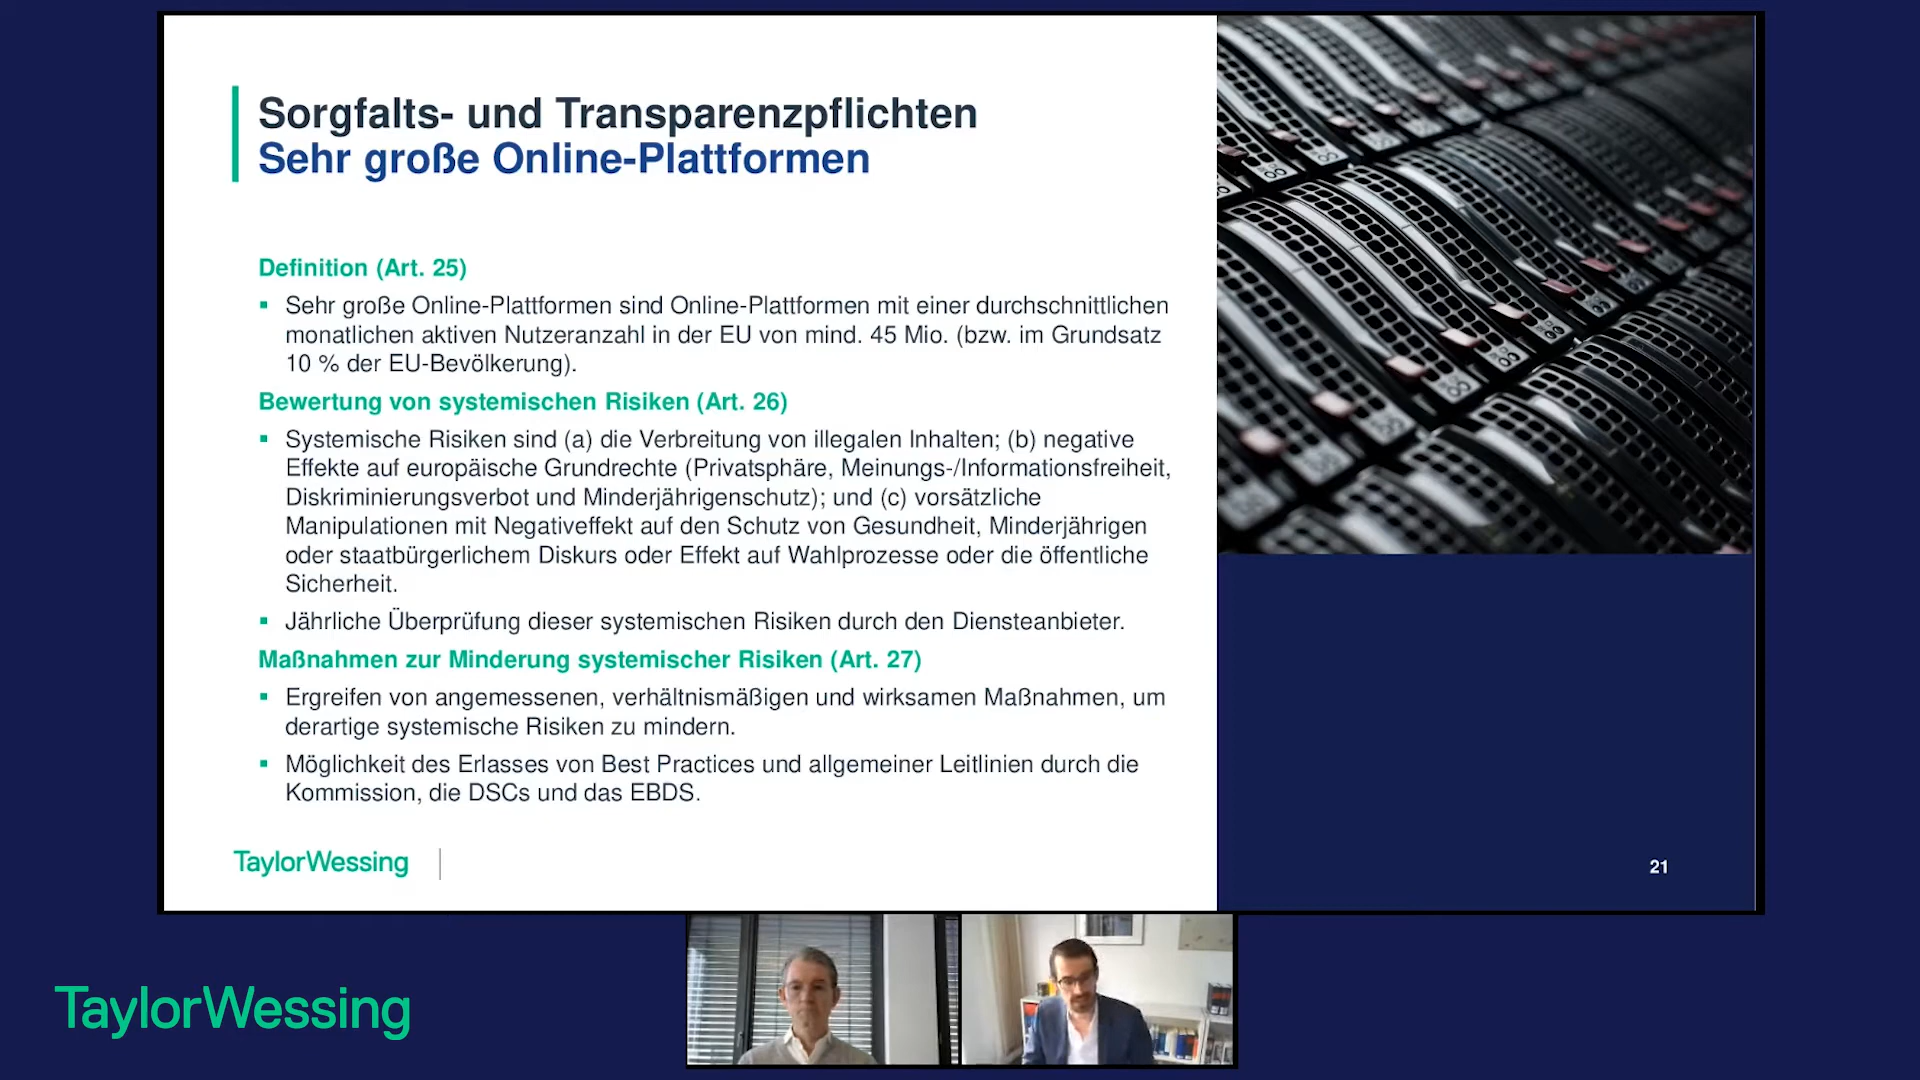 Sorgfalts- und Transparenzpflichten
Sehr große Online-Plattformen
Definition (Art. 25)
▪ Sehr große Online-Plattformen sind Online-Plattformen mit einer durchschnittlichen
monatlichen aktiven Nutzeranzahl in der EU von mind. 45 Mio. (bzw. im Grundsatz
10 % der EU-Bevölkerung).
Bewertung von systemischen Risiken (Art. 26)
▪ Systemische Risiken sind (a) die Verbreitung von illegalen Inhalten; (b) negative
Effekte auf europäische Grundrechte (Privatsphäre, Meinungs-/Informationsfreiheit,
Diskriminierungsverbot und Minderjährigenschutz); und (c) vorsätzliche
Manipulationen mit Negativeffekt auf den Schutz von Gesundheit, Minderjährigen
oder staatbürgerlichem Diskurs oder Effekt auf Wahlprozesse oder die öffentliche
Sicherheit.
▪ Jährliche Überprüfung dieser systemischen Risiken durch den Diensteanbieter.
Maßnahmen zur Minderung systemischer Risiken (Art. 27)
▪ Ergreifen von angemessenen, verhältnismäßigen und wirksamen Maßnahmen, um
derartige systemische Risiken zu mindern.
▪ Möglichkeit des Erlasses von Best Practices und allgemeiner Leitlinien durch die
Kommission, die DSCs und das EBDS.
TaylorWessing
21
TaylorWessing